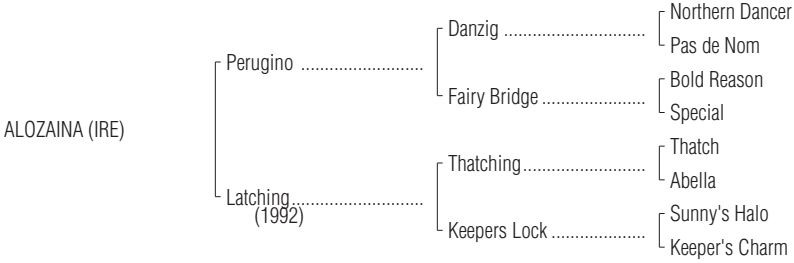 Northern Dancer
Danzig ..............................
Pas de Nom
Perugino ..........................
Bold Reason
Fairy Bridge ......................
Special
ALOZAINA (IRE)
Thatch
Thatching..........................
Abella
Latching............................
(1992)
Sunny's Halo
Keepers Lock ....................
Keeper's Charm